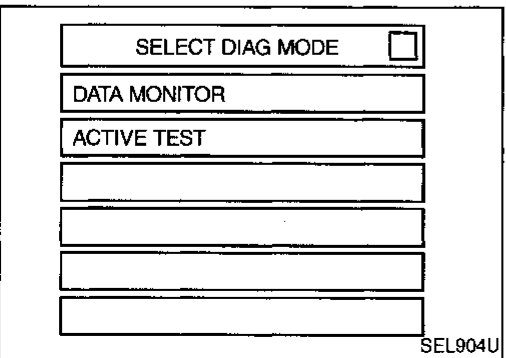 SELECT DIAG MODE
DATA MONITOR
ACTIVE TEST
SEL904U